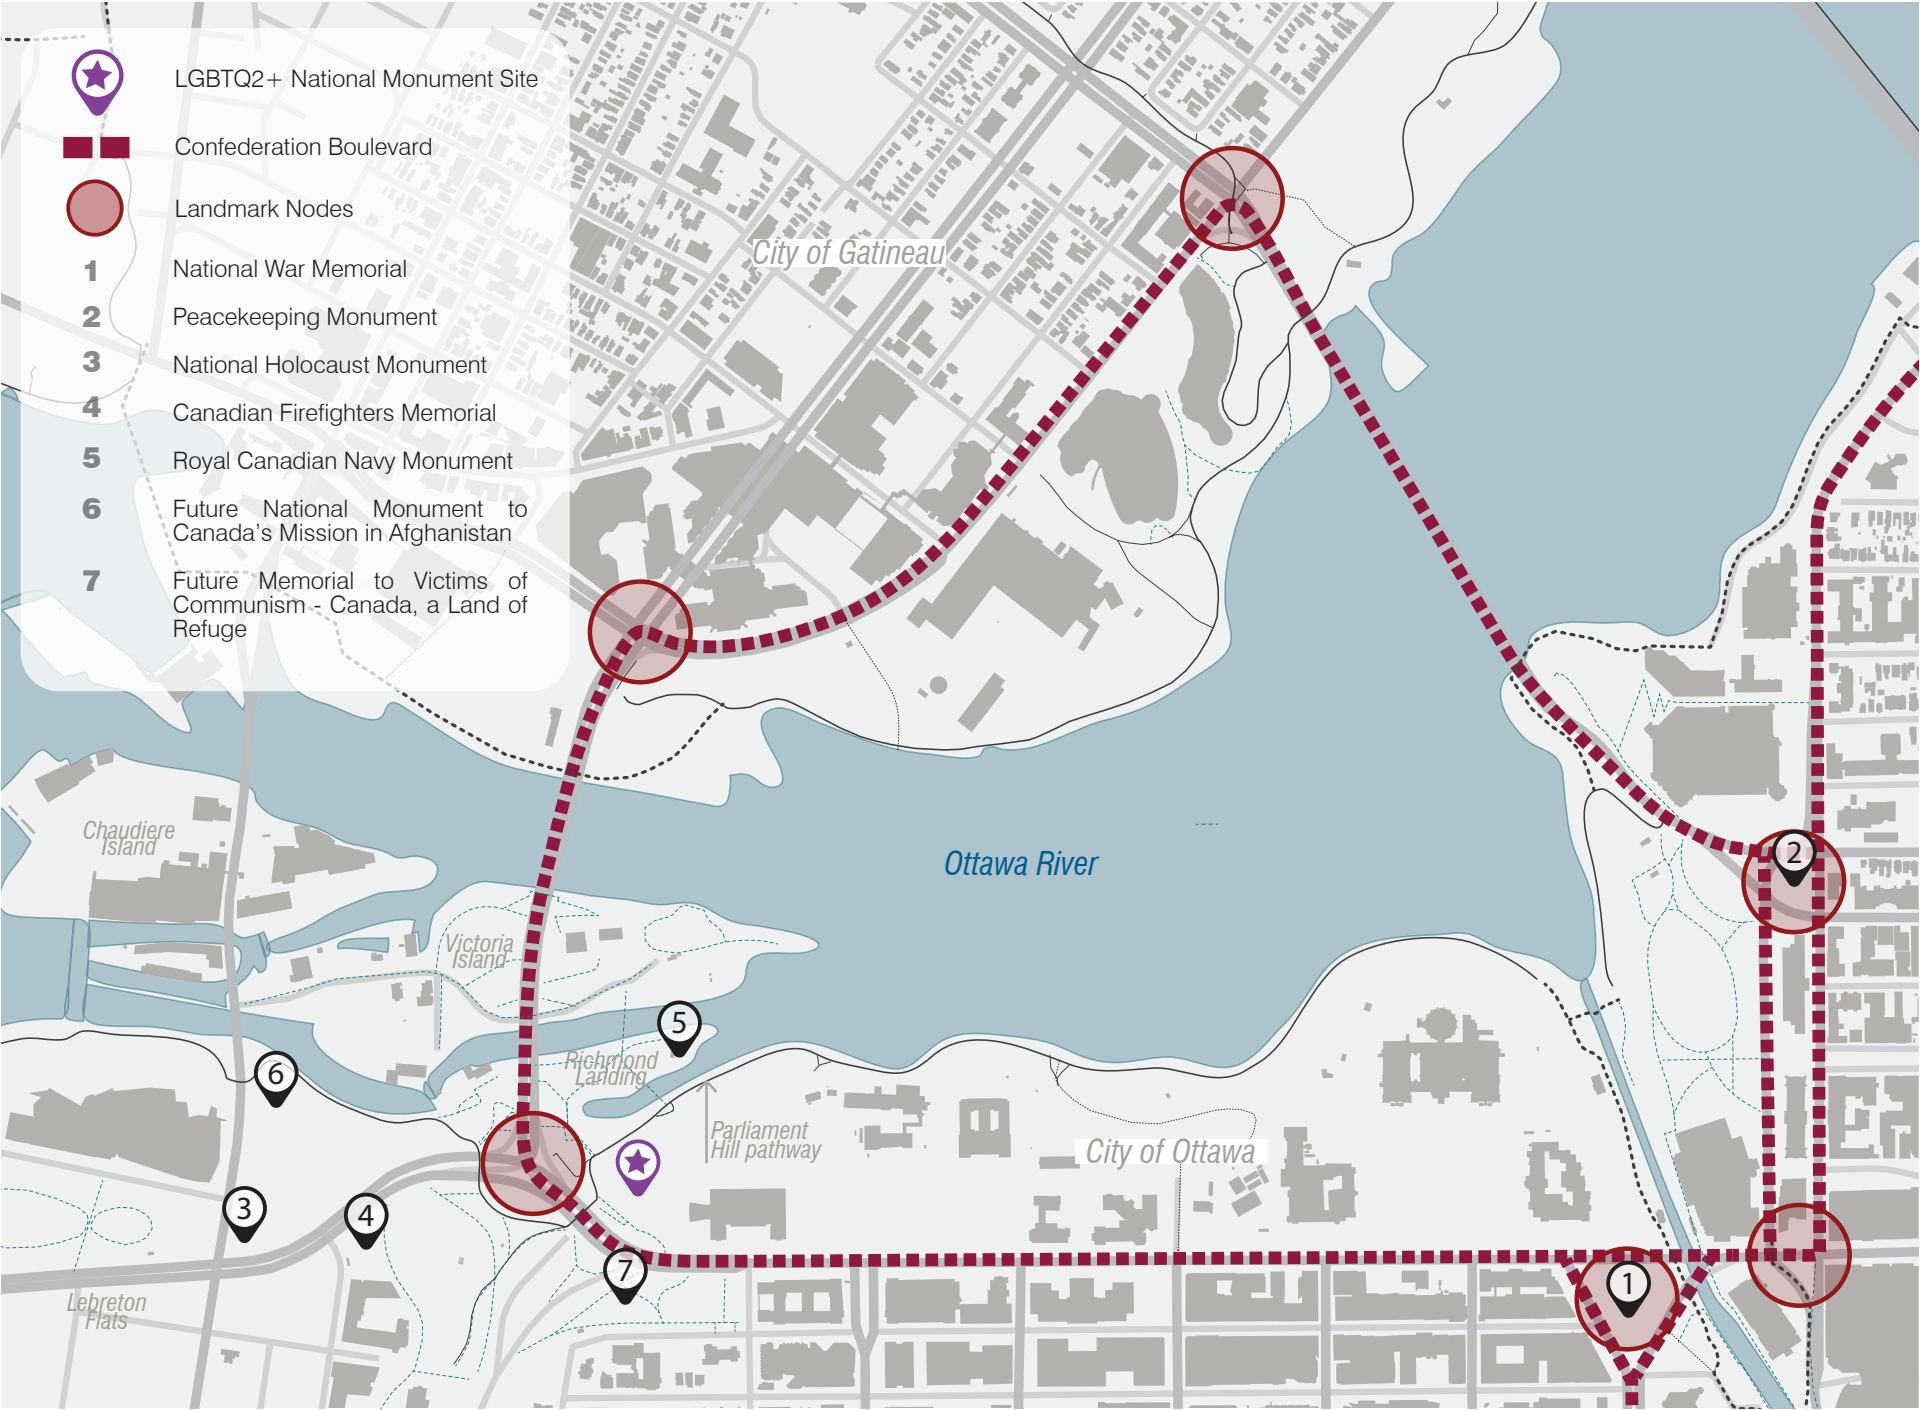 LGBTQ2+ National Monument Site
Confederation Boulevard
Landmark Nodes
1 National War Memorial
2 Peacekeeping Monument
3 National Holocaust Monument
4 Canadian Firefighters Memorial
5 Royal Canadian Navy Monument
6 Future National Monument to
Canada's Mission in Afghanistan
7 Future Memorial to Victims of
Communism - Canada, a Land of
Refuge
City of Gatineau
Chaudiere
Island
Ottawa River
2
Victoria
Island
5
Richmond
Landing
6
Parliament
Hill pathway
City of Ottawa
3
4
7
1
Lebreton
Flats